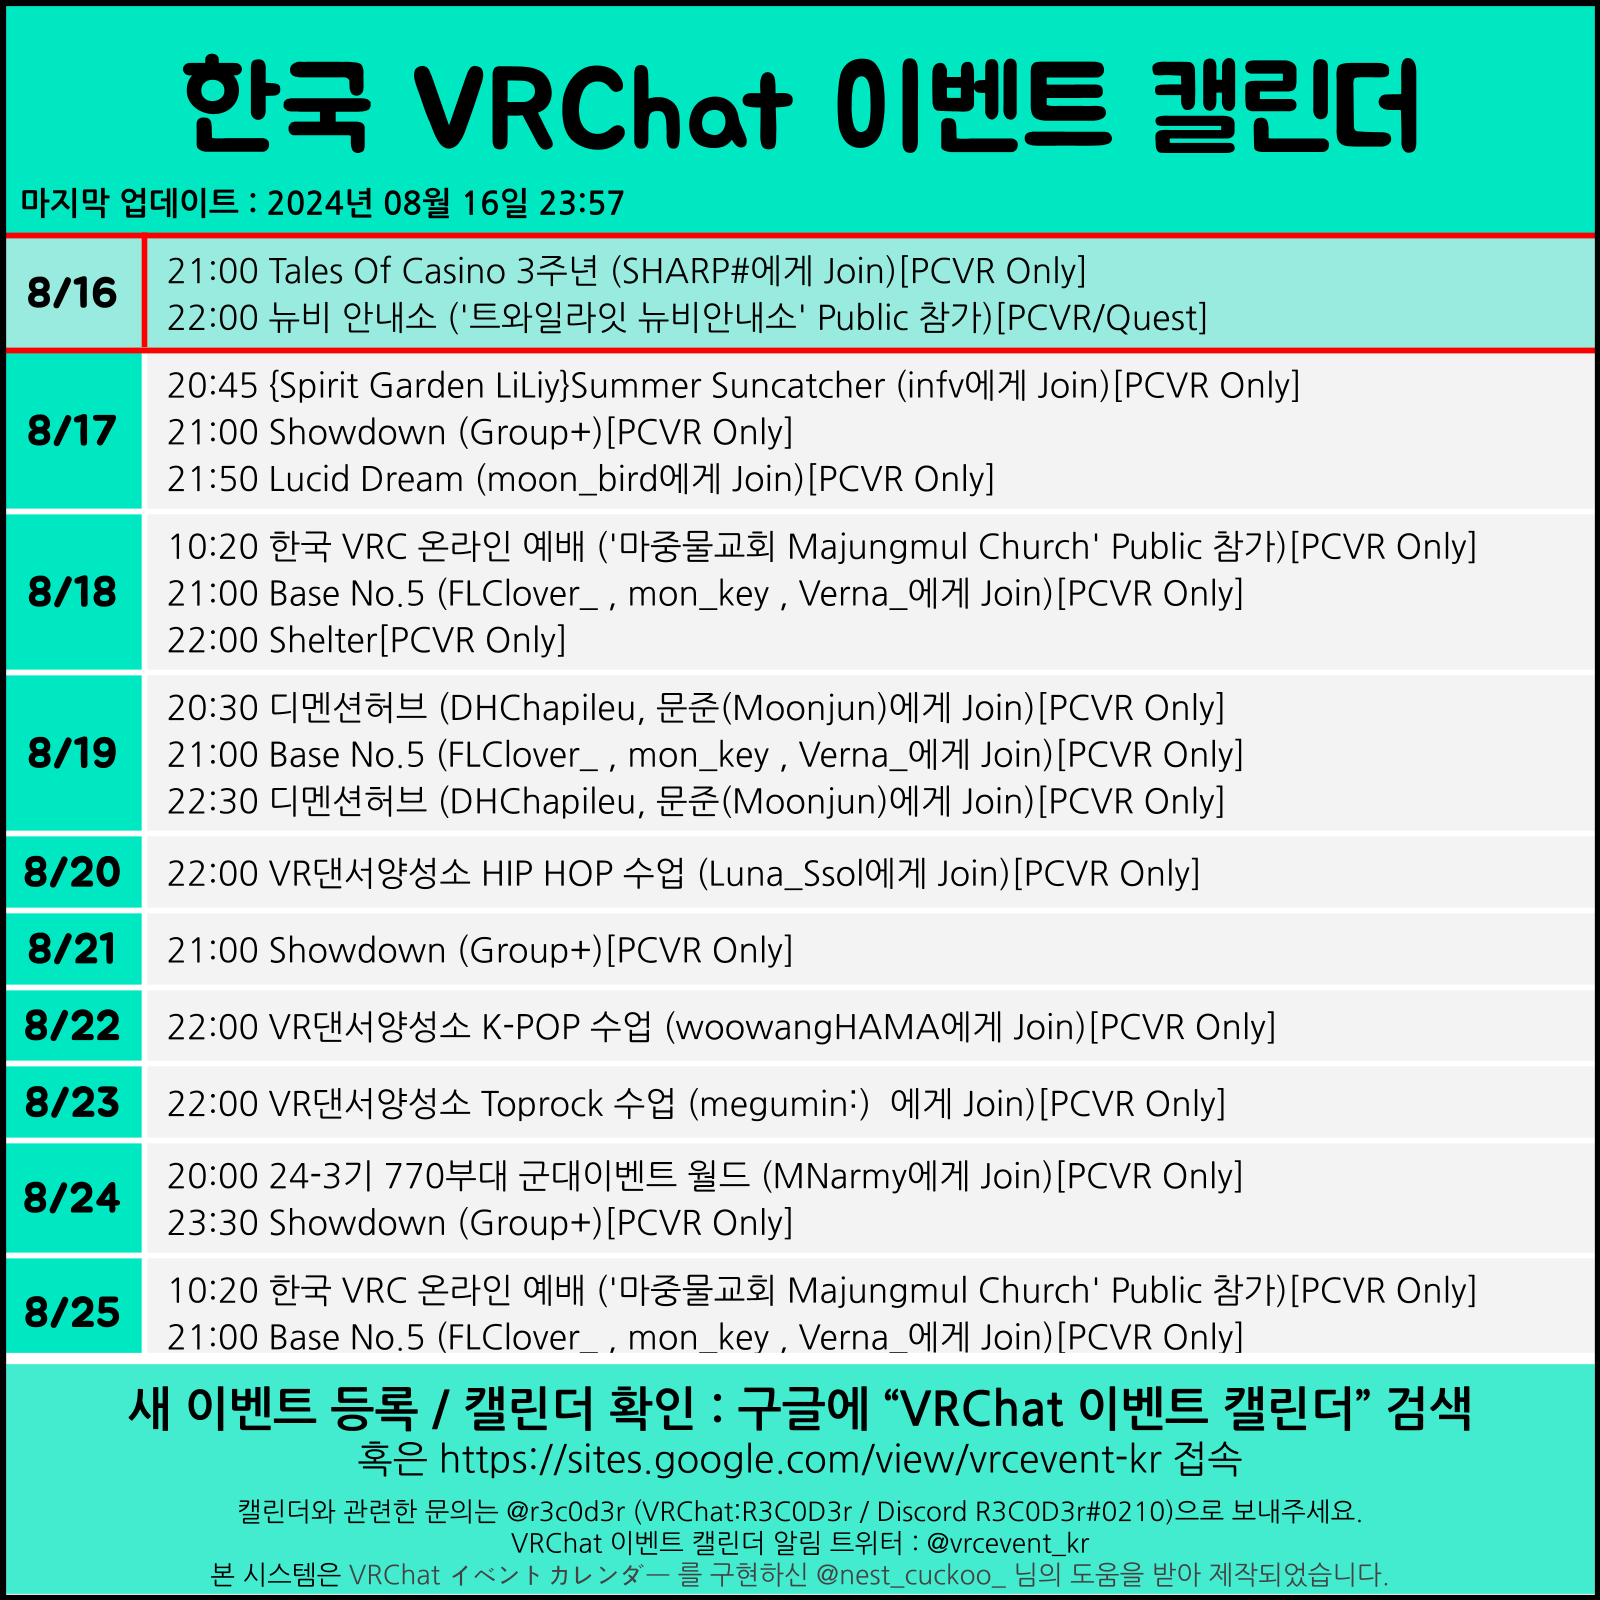 한국 VRChat 이벤트 캘린더
마지막 업데이트 : 2024년 08월 16일 23:57
8/16
21:00 Tales Of Casino 3주년 (SHARP#에게 Join)[PCVR Only]
22:00 뉴비 안내소 ('트와일라잇 뉴비안내소' Public 참가)[PCVR/Quest]
8/17
20:45 {Spirit Garden LiLiy}Summer Suncatcher (infv에게 Join)[PCVR Only]
21:00 Showdown (Group+)[PCVR Only]
21:50 Lucid Dream (moon_bird에게 Join)[PCVR Only]
8/18
10:20 한국 VRC 온라인 예배 ('마중물교회 Majungmul Church' Public 참가)[PCVR Only]
21:00 Base No.5 (FLClover_ , mon_key , Verna_에게 Join)[PCVR Only]
22:00 Shelter[PCVR Only]
8/19
20:30 디멘션허브 (DHChapileu, 문준(Moonjun)에게 Join)[PCVR Only]
21:00 Base No.5 (FLClover_ , mon_key , Verna_에게 Join)[PCVR Only]
22:30 디멘션허브 (DHChapileu, 문준(Moonjun)에게 Join)[PCVR Only]
8/20
22:00 VR댄서양성소 HIP HOP 수업 (Luna_Ssol에게 Join)[PCVR Only]
8/21
21:00 Showdown (Group+)[PCVR Only]
8/22
22:00 VR댄서양성소 K-POP 수업 (woowangHAMA에게 Join)[PCVR Only]
8/23
22:00 VR댄서양성소 Toprock 수업 (megumin:)  에게 Join)[PCVR Only]
8/24
20:00 24-3기 770부대 군대이벤트 월드 (MNarmy에게 Join)[PCVR Only]
23:30 Showdown (Group+)[PCVR Only]
8/25
10:20 한국 VRC 온라인 예배 ('마중물교회 Majungmul Church' Public 참가)[PCVR Only]
21:00 Base No.5 (FLClover_ , mon_key , Verna_에게 Join)[PCVR Only]
새 이벤트 등록 / 캘린더 확인 : 구글에 “VRChat 이벤트 캘린더” 검색
혹은 https://sites.google.com/view/vrcevent-kr 접속
캘린더와 관련한 문의는 @r3c0d3r (VRChat:R3C0D3r / Discord R3C0D3r#0210)으로 보내주세요.
VRChat 이벤트 캘린더 알림 트위터 : @vrcevent_kr
본 시스템은 VRChat イベントカレンダー 를 구현하신 @nest_cuckoo_ 님의 도움을 받아 제작되었습니다.